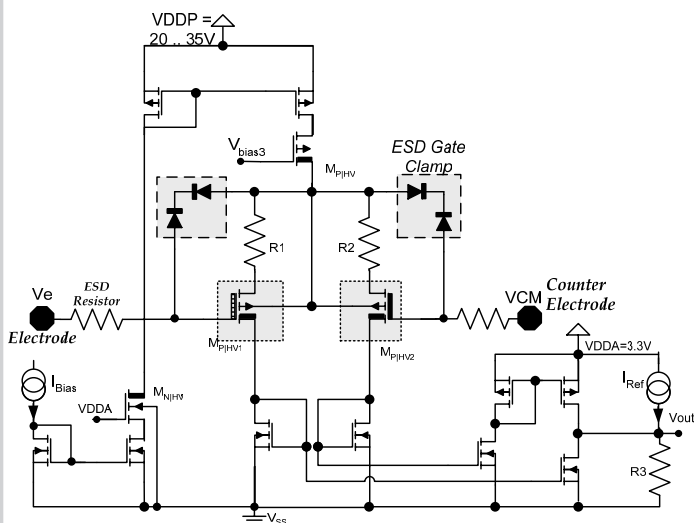 VDDP =
20 .. 35V
Vbias3
MP|HV
ESD Gate
Clamp
R1
R2
Ve
ESD
Resistor
Electrode
VCM
Counter
Electrode
MP|HV1
MP|HV2
VDDA=3.3V
IBias
MN|HV
VDDA
IRef
Vout
R3
VSS